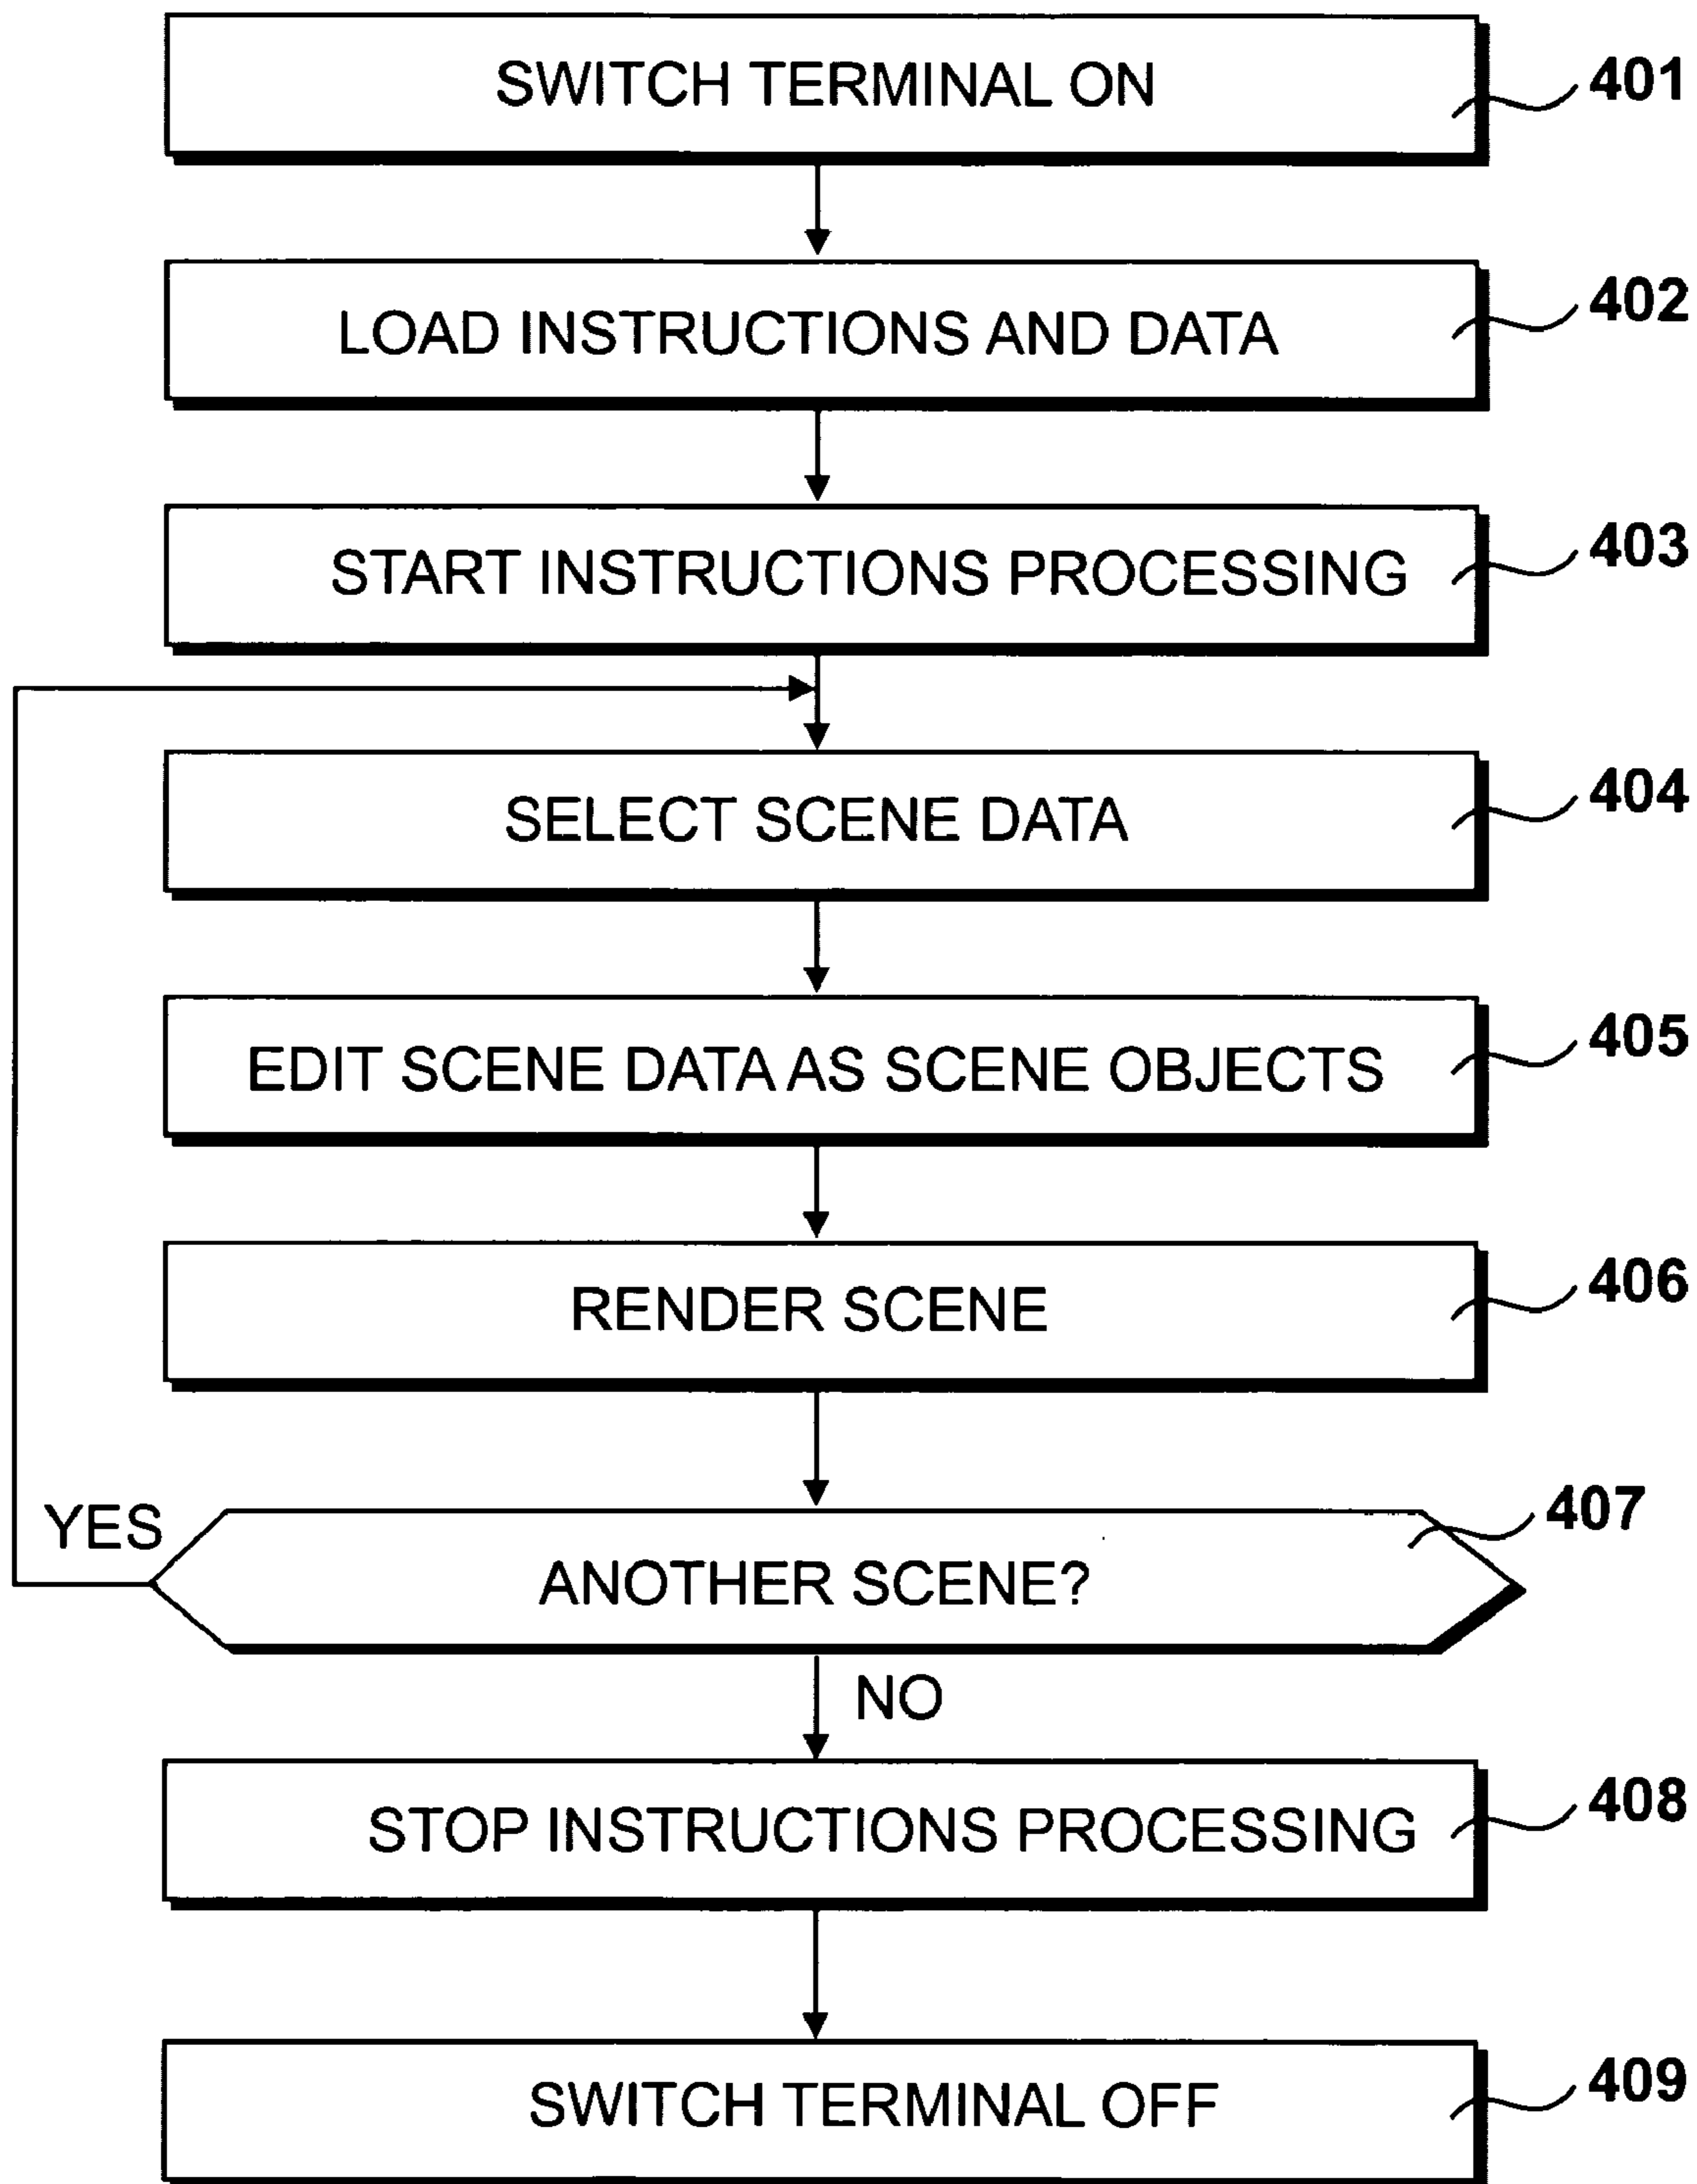 SWITCH TERMINAL ON
401
LOAD INSTRUCTIONS AND DATA
402
START INSTRUCTIONS PROCESSING
403
SELECT SCENE DATA
404
EDIT SCENE DATA AS SCENE OBJECTS
405
RENDER SCENE
406
YES
407
ANOTHER SCENE?
NO
STOP INSTRUCTIONS PROCESSING
408
SWITCH TERMINAL OFF
409